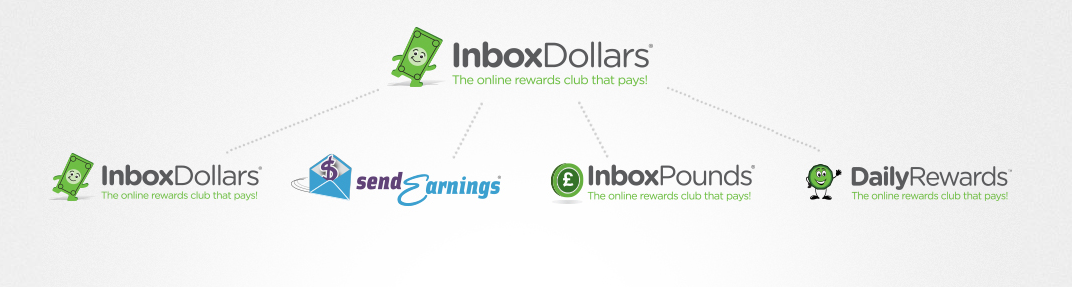 InboxDollars®
The online rewards club that pays!
InboxDollars®
The online rewards club that pays!
$ sendEarnings®
£ InboxPounds®
The online rewards club that pays!
DailyRewards™
The online rewards club that pays!